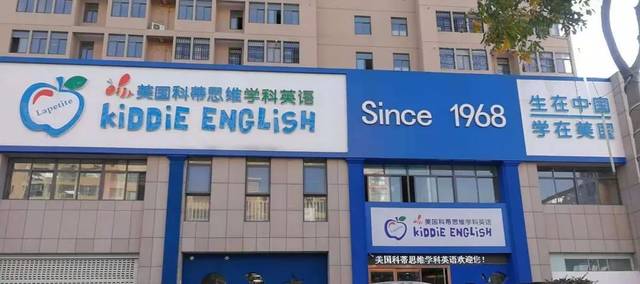 美国科蒂思维学科英语
Lapetite
KiDDiE ENGLiSH
Since 1968
生在中国
学在美国
美国科蒂思维学科英语
KiDDiE ENGLiSH
美国科蒂思维学科英语欢迎您！